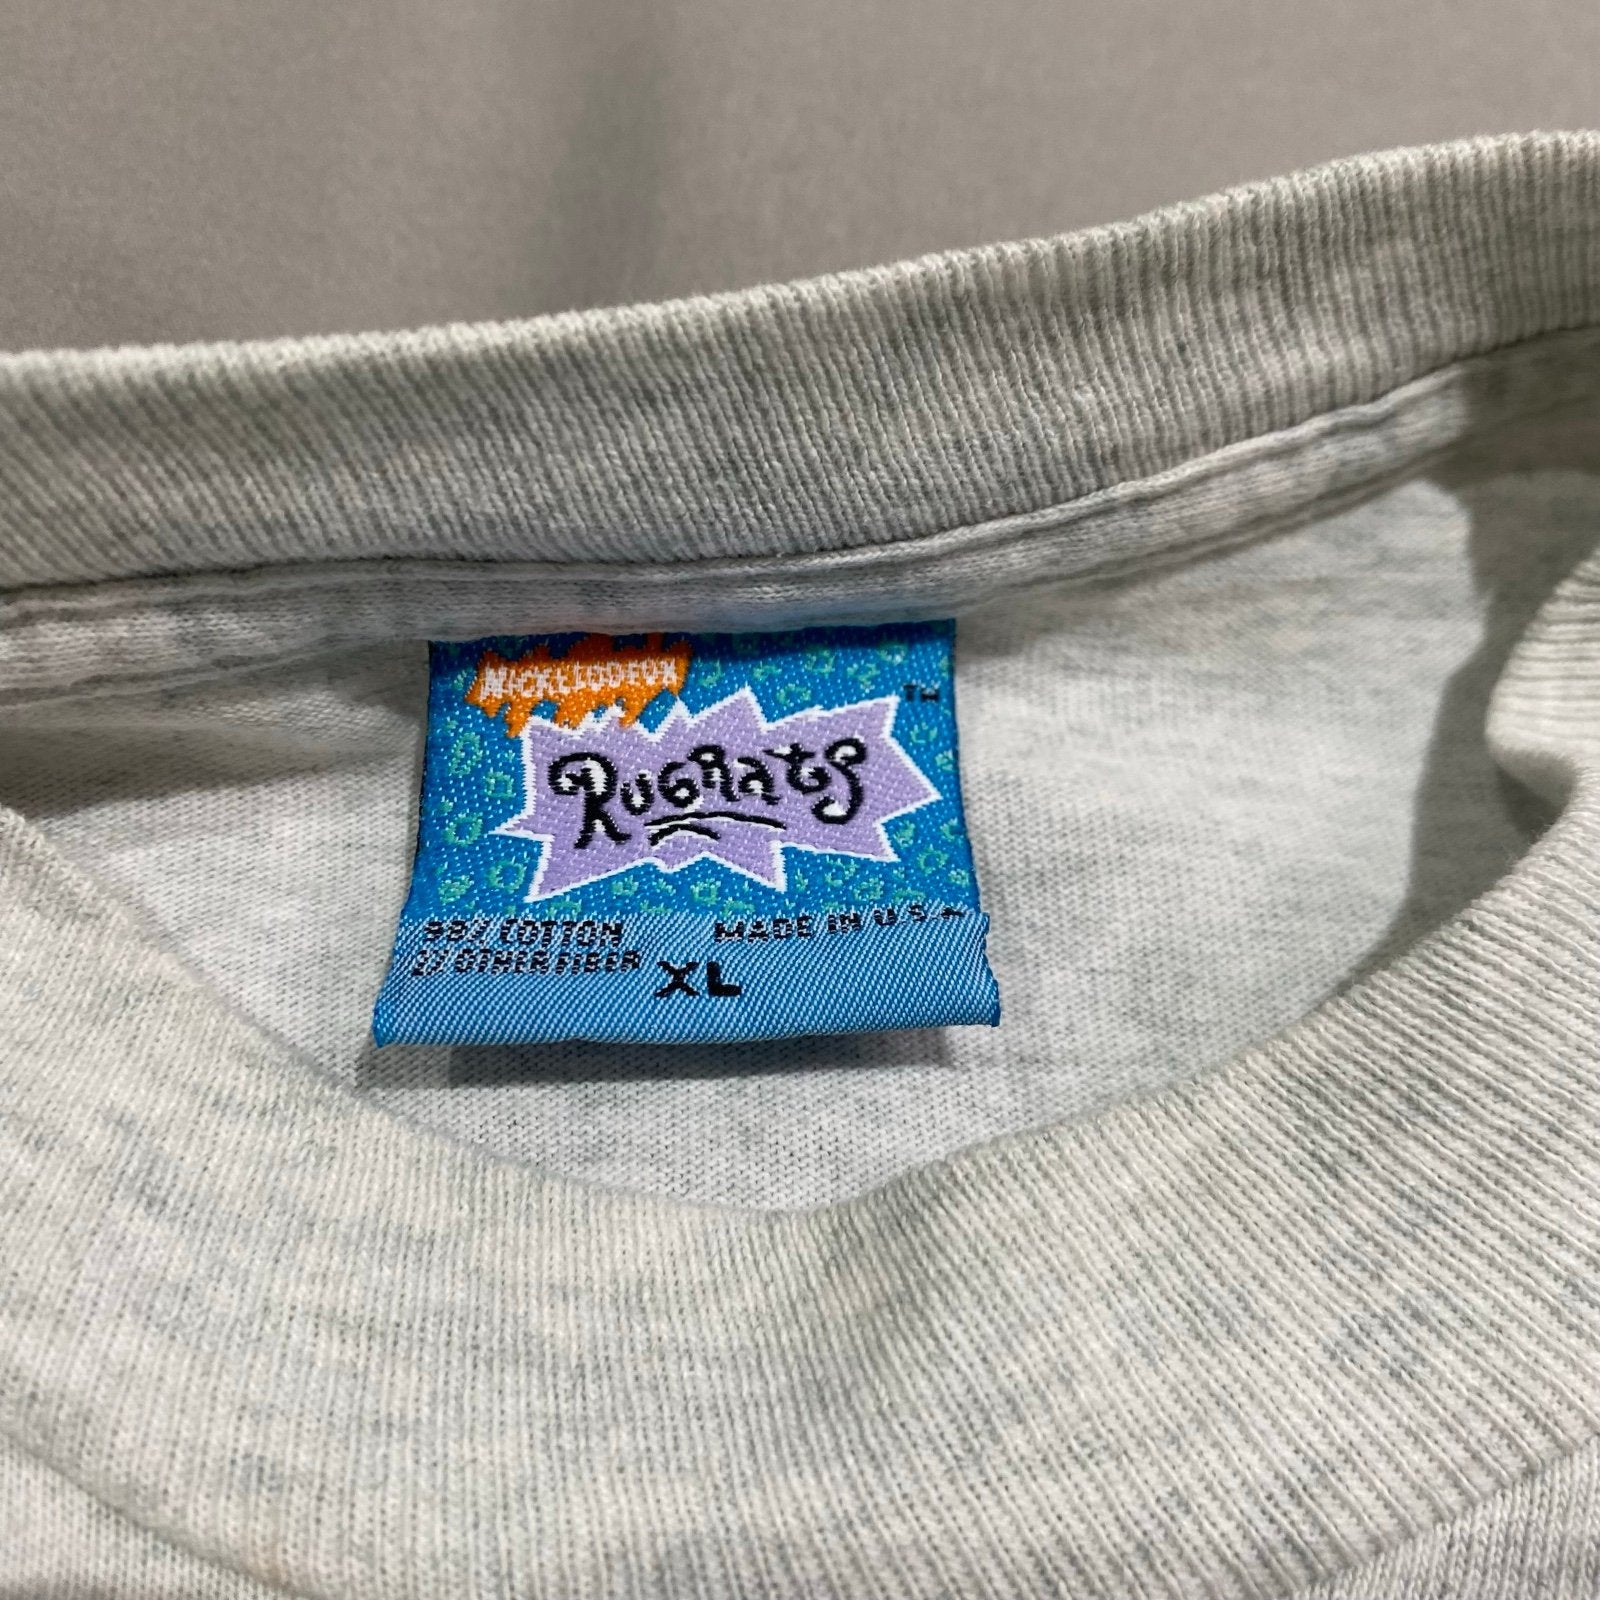 NICKELODEON
TM
RUGRATS
98% COTTON
2% OTHER FIBER
MADE IN U.S.A
XL